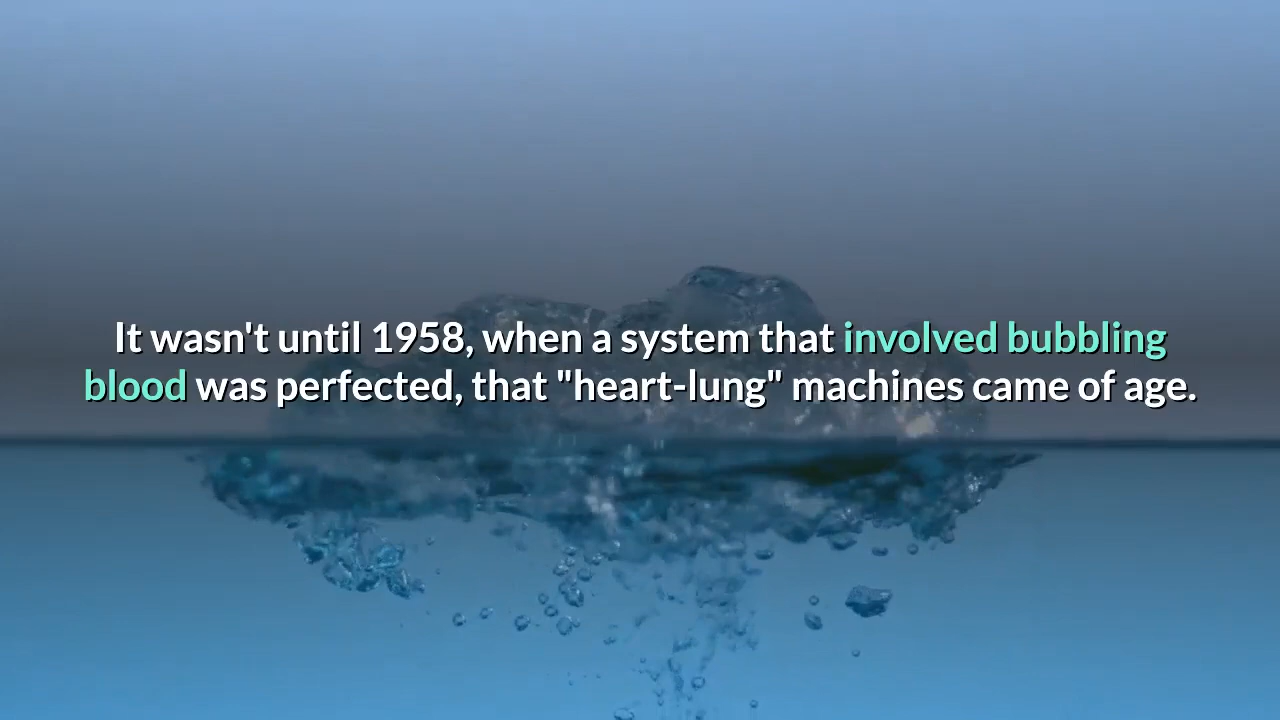 It wasn't until 1958, when a system that involved bubbling
blood was perfected, that "heart-lung" machines came of age.